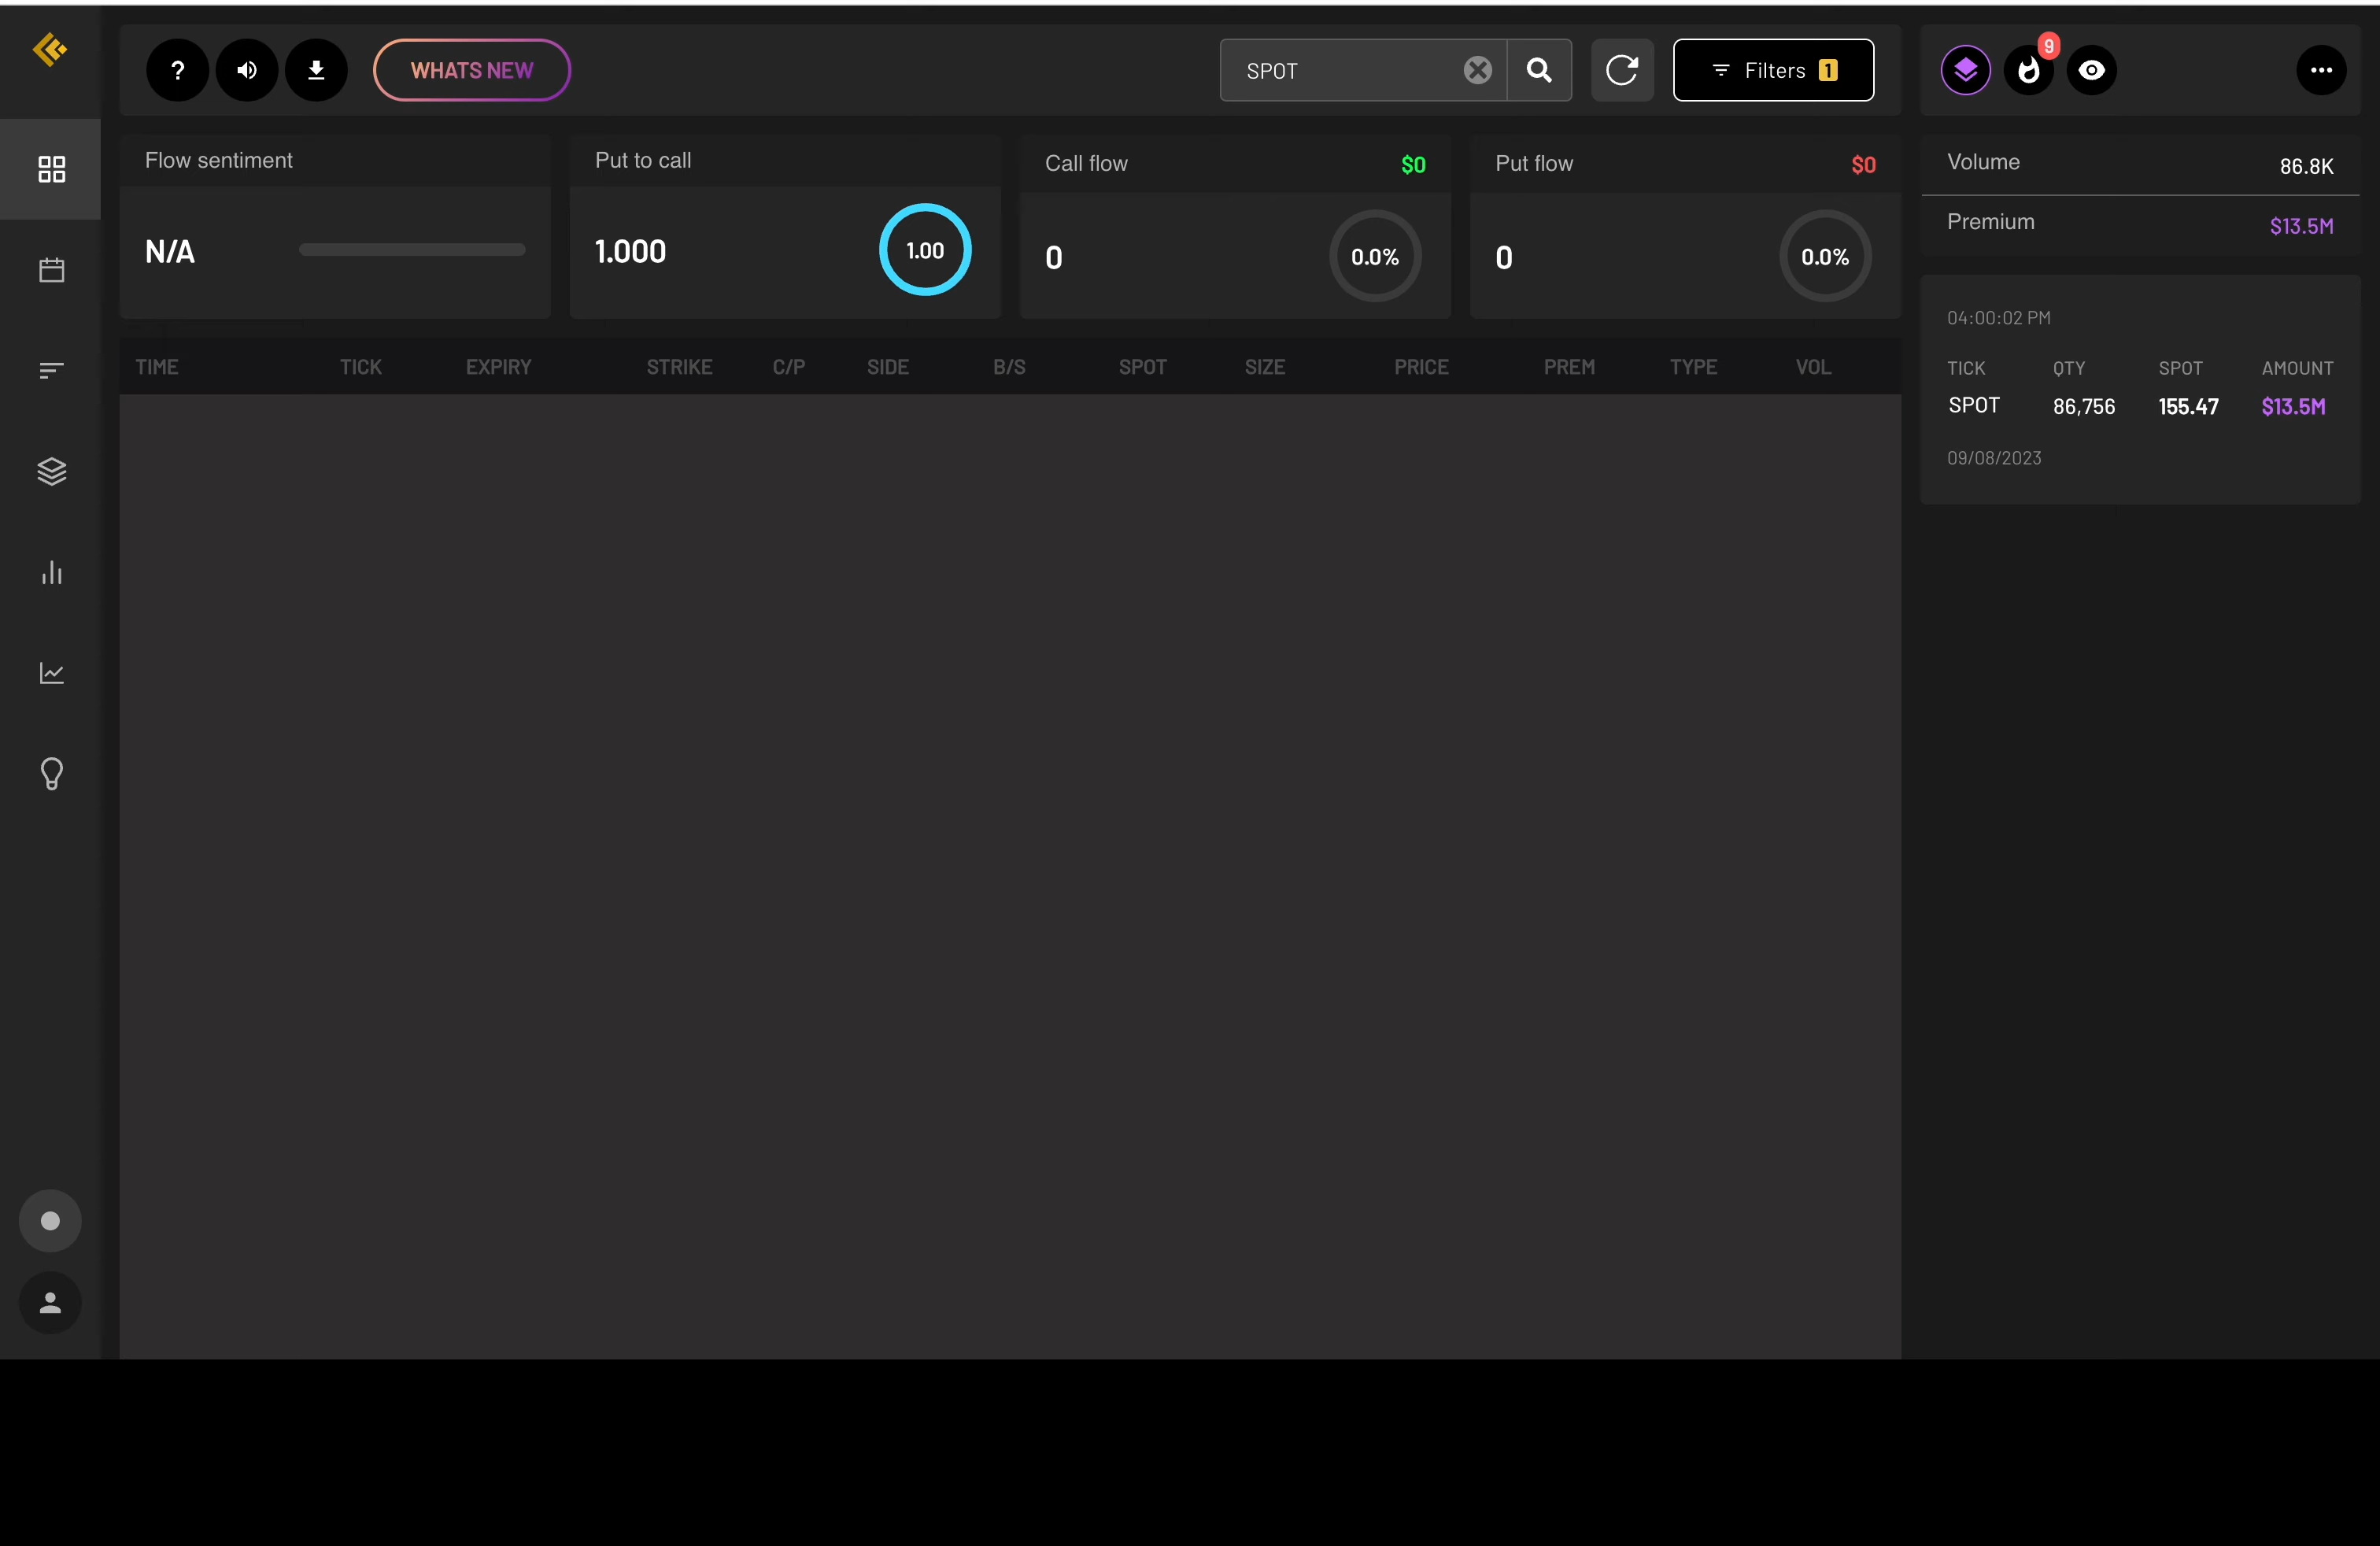 ? WHATS NEW SPOT Filters 1 9
Flow sentiment
N/A
Put to call
1.000 1.00
Call flow $0
0 0.0%
Put flow $0
0 0.0%
Volume 86.8K
Premium $13.5M
TIME TICK EXPIRY STRIKE C/P SIDE B/S SPOT SIZE PRICE PREM TYPE VOL
04:00:02 PM
TICK QTY SPOT AMOUNT
SPOT 86,756 155.47 $13.5M
09/08/2023